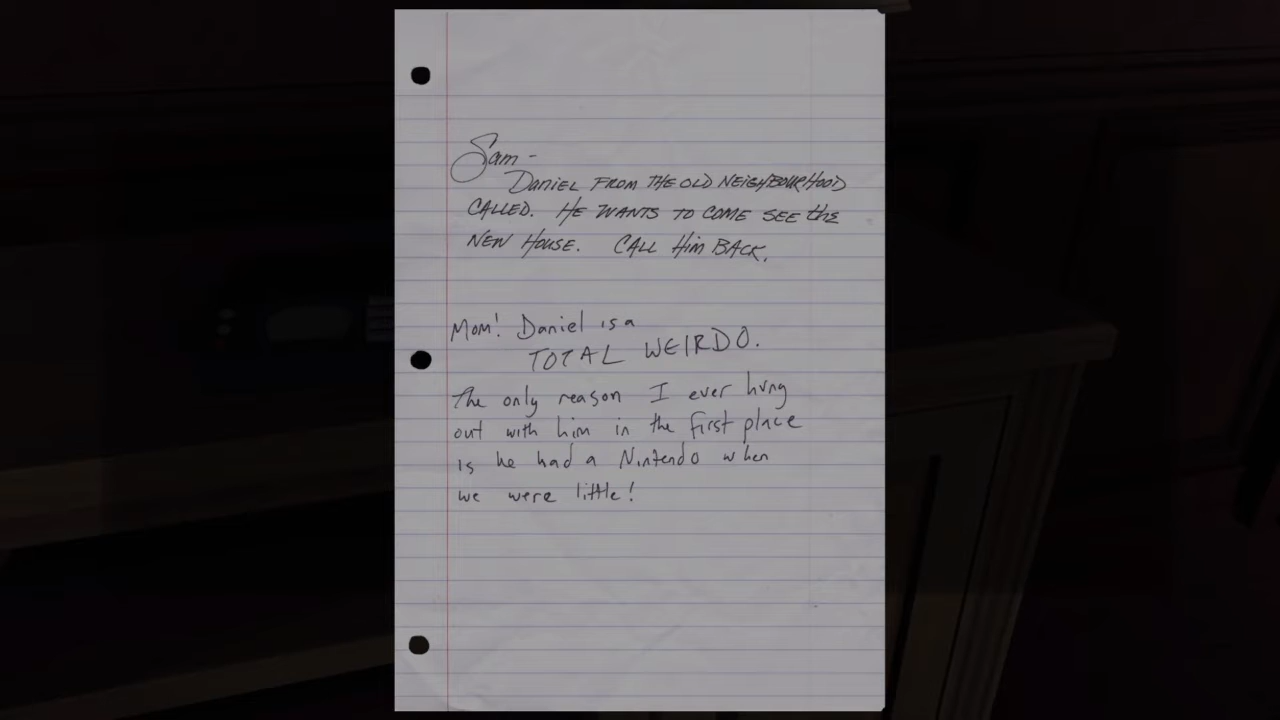 Sam -
DANIEL FROM THE OLD NEIGHBOURHOOD
CALLED. HE WANTS TO COME SEE the
NEW HOUSE. CALL HIM BACK.
Mom! Daniel is a
TOTAL WEIRDO.
The only reason I ever hung
out with him in the first place
is he had a Nintendo when
we were little!